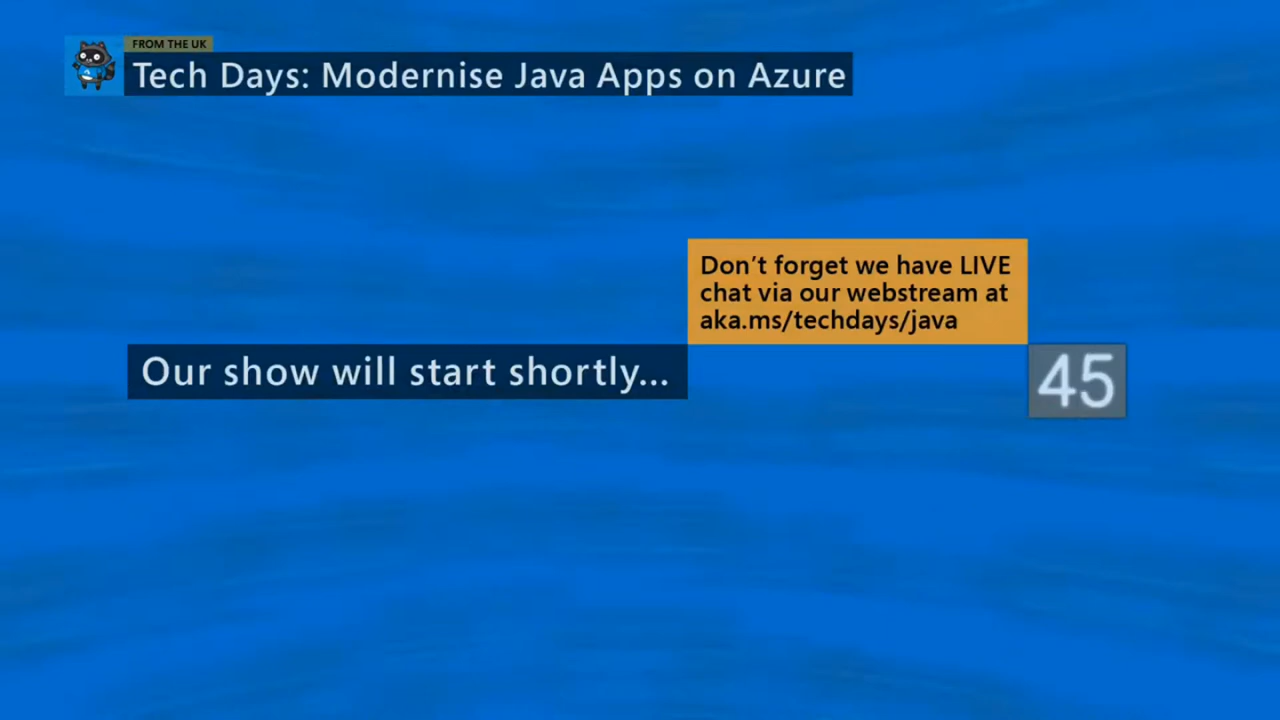 FROM THE UK
Tech Days: Modernise Java Apps on Azure
Don’t forget we have LIVE
chat via our webstream at
aka.ms/techdays/java
Our show will start shortly...
45